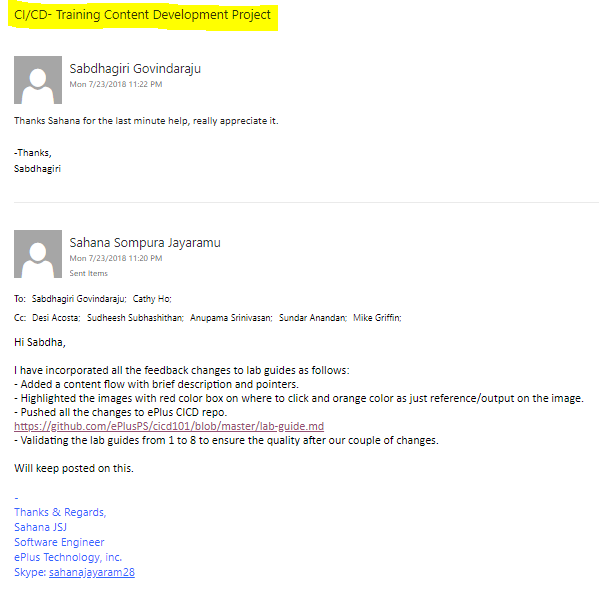 CI/CD- Training Content Development Project
Sabdhagiri Govindaraju
Mon 7/23/2018 11:22 PM
Thanks Sahana for the last minute help, really appreciate it.
-Thanks,
Sabdhagiri
Sahana Sompura Jayaramu
Mon 7/23/2018 11:20 PM
Sent Items
To: Sabdhagiri Govindaraju; Cathy Ho;
Cc: Desi Acosta; Sudheesh Subhashithan; Anupama Srinivasan; Sundar Anandan; Mike Griffin;
Hi Sabdha,
I have incorporated all the feedback changes to lab guides as follows:
- Added a content flow with brief description and pointers.
- Highlighted the images with red color box on where to click and orange color as just reference/output on the image.
- Pushed all the changes to ePlus CICD repo.
https://github.com/ePlusPS/cicd101/blob/master/lab-guide.md
- Validating the lab guides from 1 to 8 to ensure the quality after our couple of changes.
Will keep posted on this.
-
Thanks & Regards,
Sahana JSJ
Software Engineer
ePlus Technology, inc.
Skype: sahanajayaram28